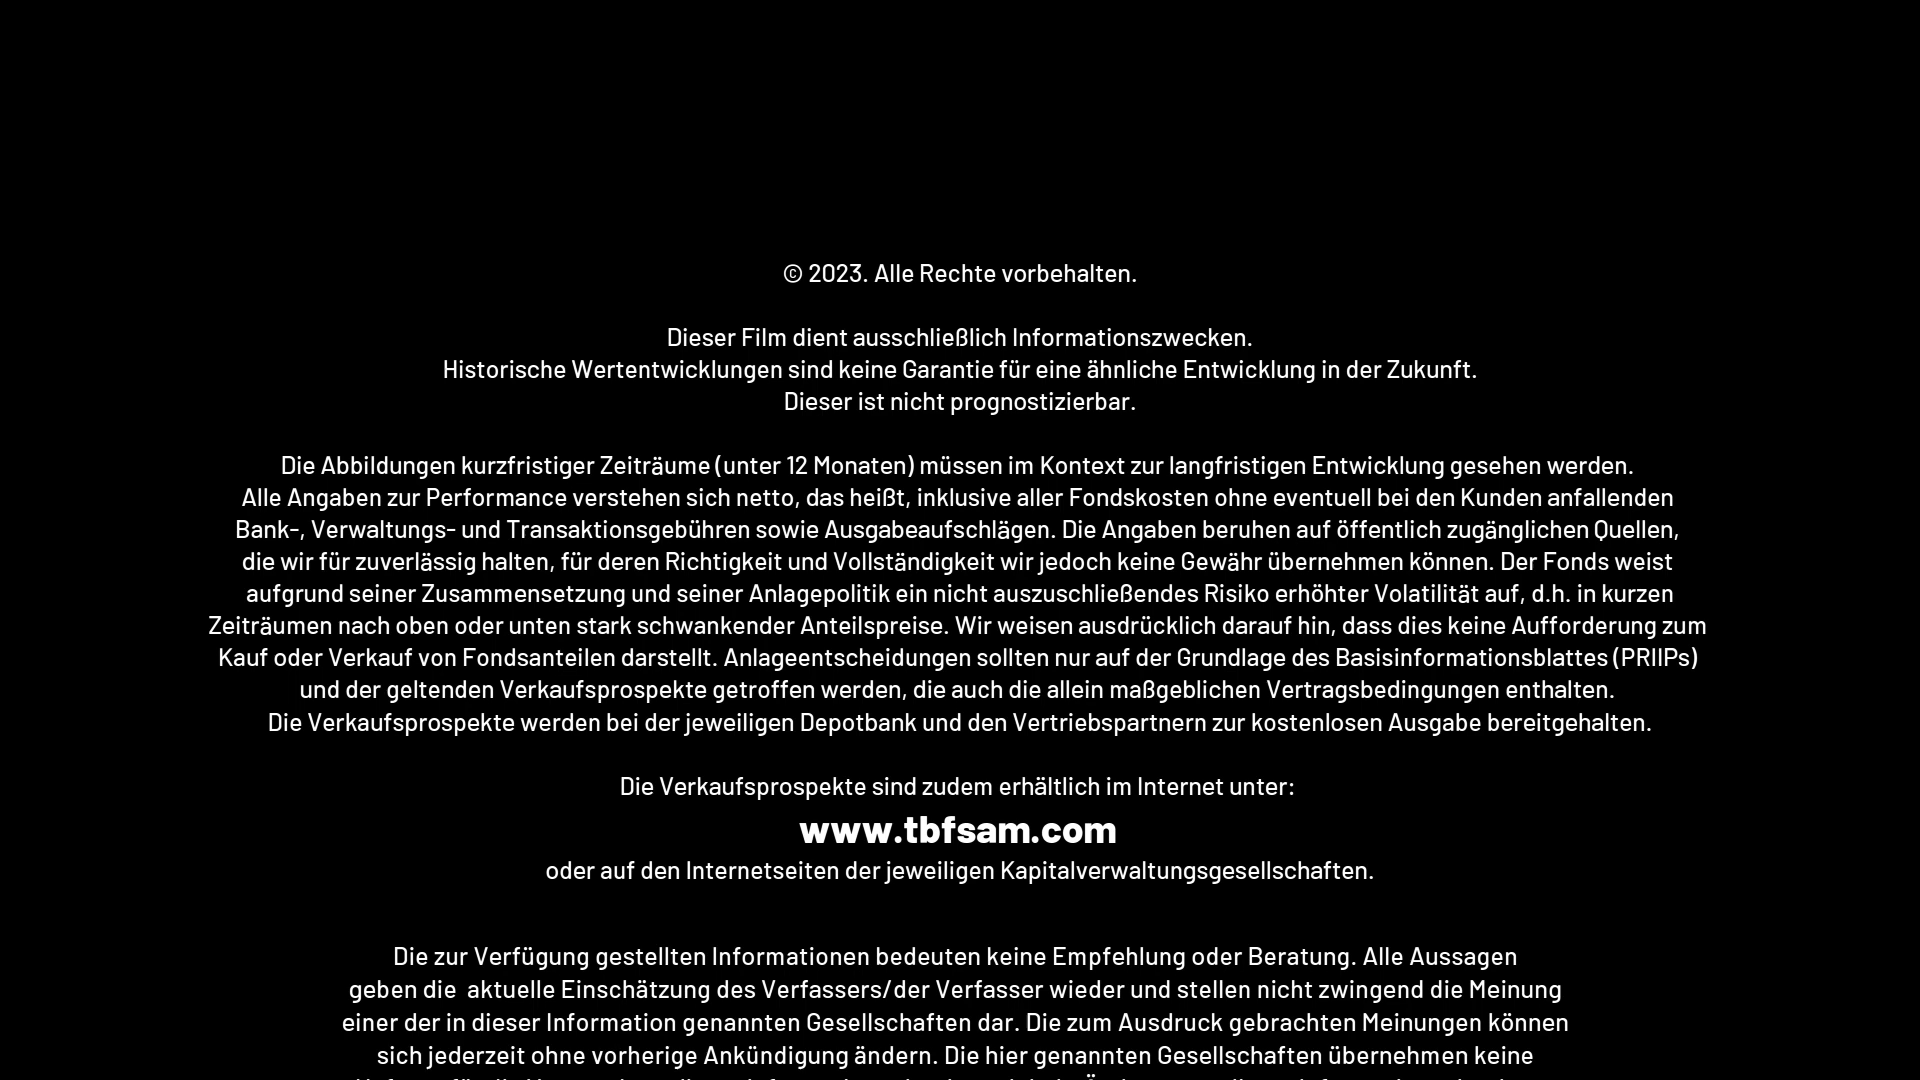 © 2023. Alle Rechte vorbehalten.
Dieser Film dient ausschließlich Informationszwecken.
Historische Wertentwicklungen sind keine Garantie für eine ähnliche Entwicklung in der Zukunft.
Dieser ist nicht prognostizierbar.
Die Abbildungen kurzfristiger Zeiträume (unter 12 Monaten) müssen im Kontext zur langfristigen Entwicklung gesehen werden.
Alle Angaben zur Performance verstehen sich netto, das heißt, inklusive aller Fondskosten ohne eventuell bei den Kunden anfallenden
Bank-, Verwaltungs- und Transaktionsgebühren sowie Ausgabeaufschlägen. Die Angaben beruhen auf öffentlich zugänglichen Quellen,
die wir für zuverlässig halten, für deren Richtigkeit und Vollständigkeit wir jedoch keine Gewähr übernehmen können. Der Fonds weist
aufgrund seiner Zusammensetzung und seiner Anlagepolitik ein nicht auszuschließendes Risiko erhöhter Volatilität auf, d.h. in kurzen
Zeiträumen nach oben oder unten stark schwankender Anteilspreise. Wir weisen ausdrücklich darauf hin, dass dies keine Aufforderung zum
Kauf oder Verkauf von Fondsanteilen darstellt. Anlageentscheidungen sollten nur auf der Grundlage des Basisinformationsblattes (PRIIPs)
und der geltenden Verkaufsprospekte getroffen werden, die auch die allein maßgeblichen Vertragsbedingungen enthalten.
Die Verkaufsprospekte werden bei der jeweiligen Depotbank und den Vertriebspartnern zur kostenlosen Ausgabe bereitgehalten.
Die Verkaufsprospekte sind zudem erhältlich im Internet unter:
www.tbfsam.com
oder auf den Internetseiten der jeweiligen Kapitalverwaltungsgesellschaften.
Die zur Verfügung gestellten Informationen bedeuten keine Empfehlung oder Beratung. Alle Aussagen
geben die  aktuelle Einschätzung des Verfassers/der Verfasser wieder und stellen nicht zwingend die Meinung
einer der in dieser Information genannten Gesellschaften dar. Die zum Ausdruck gebrachten Meinungen können
sich jederzeit ohne vorherige Ankündigung ändern. Die hier genannten Gesellschaften übernehmen keine